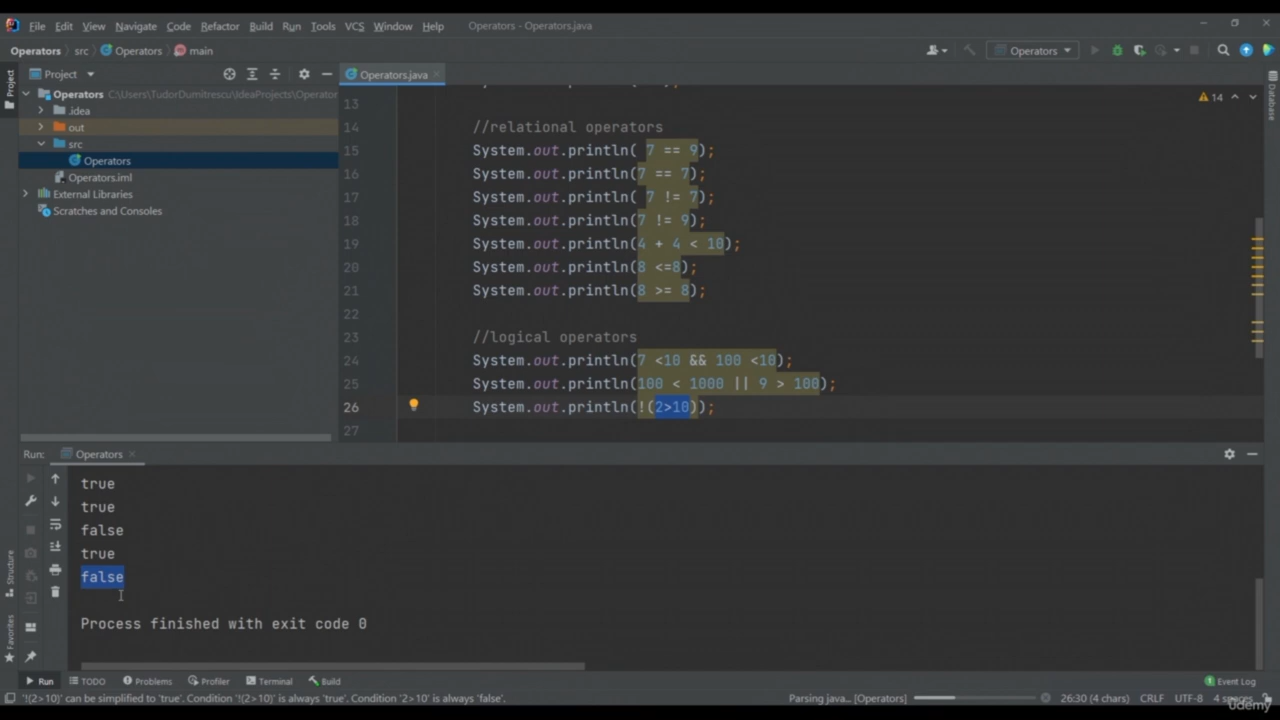 File Edit View Navigate Code Refactor Build Run Tools VCS Window Help Operators - Operators.java
Operators src Operators main Operators
Project
Project
Operators.java
Operators C:\Users\TudorDumitrescu\IdeaProjects\Operator
.idea
out
src
Operators
Operators.iml
External Libraries
Scratches and Consoles
Database
14
13
14 //relational operators
15 System.out.println( 7 == 9);
16 System.out.println(7 == 7);
17 System.out.println( 7 != 7);
18 System.out.println(7 != 9);
19 System.out.println(4 + 4 < 10);
20 System.out.println(8 <=8);
21 System.out.println(8 >= 8);
22
23 //logical operators
24 System.out.println(7 <10 && 100 <10);
25 System.out.println(100 < 1000 || 9 > 100);
26 System.out.println(!(2>10));
27
Run: Operators
true
true
false
true
false
Process finished with exit code 0
Structure
Favorites
Run TODO Problems Profiler Terminal Build Event Log
'!(2>10)' can be simplified to 'true'. Condition '!(2>10)' is always 'true'. Condition '2>10' is always 'false'. Parsing java... [Operators] 26:30 (4 chars) CRLF UTF-8 4 spaces
udemy